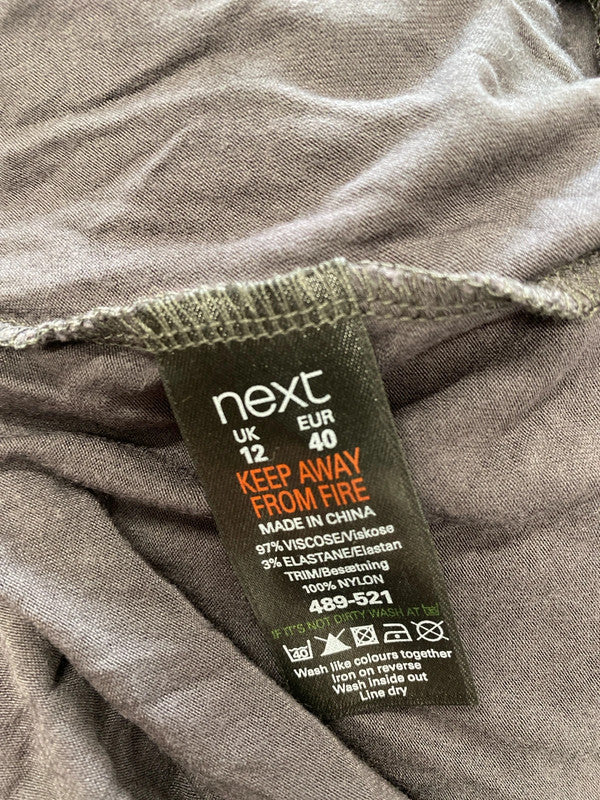 next
UK EUR
12 40
KEEP AWAY
FROM FIRE
MADE IN CHINA
97% VISCOSE/Viskose
3% ELASTANE/Elastan
TRIM/Besætning
100% NYLON
489-521
IF IT'S NOT DIRTY WASH AT 30
40
Wash like colours together
Iron on reverse
Wash inside out
Line dry